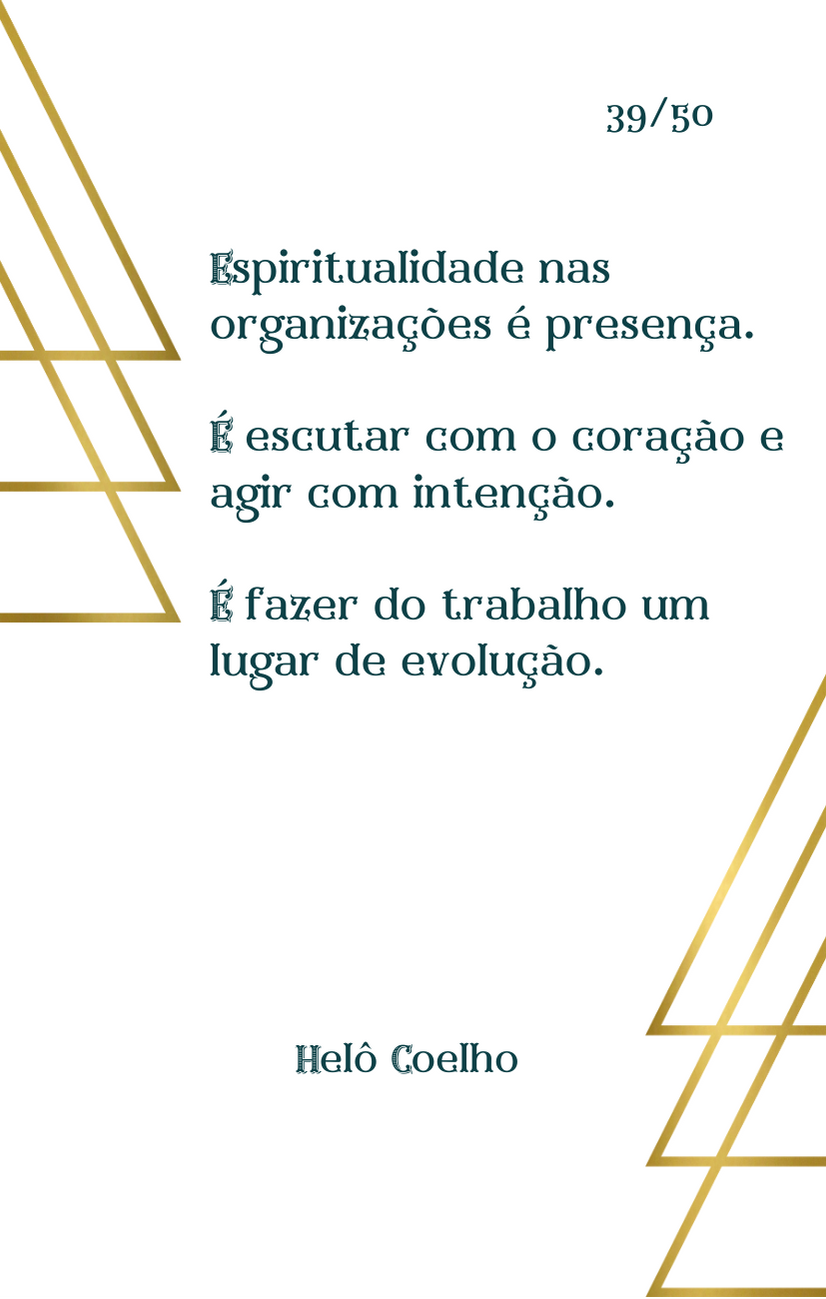 39/50
Espiritualidade nas
organizações é presença.
É escutar com o coração e
agir com intenção.
É fazer do trabalho um
lugar de evolução.
Helô Coelho